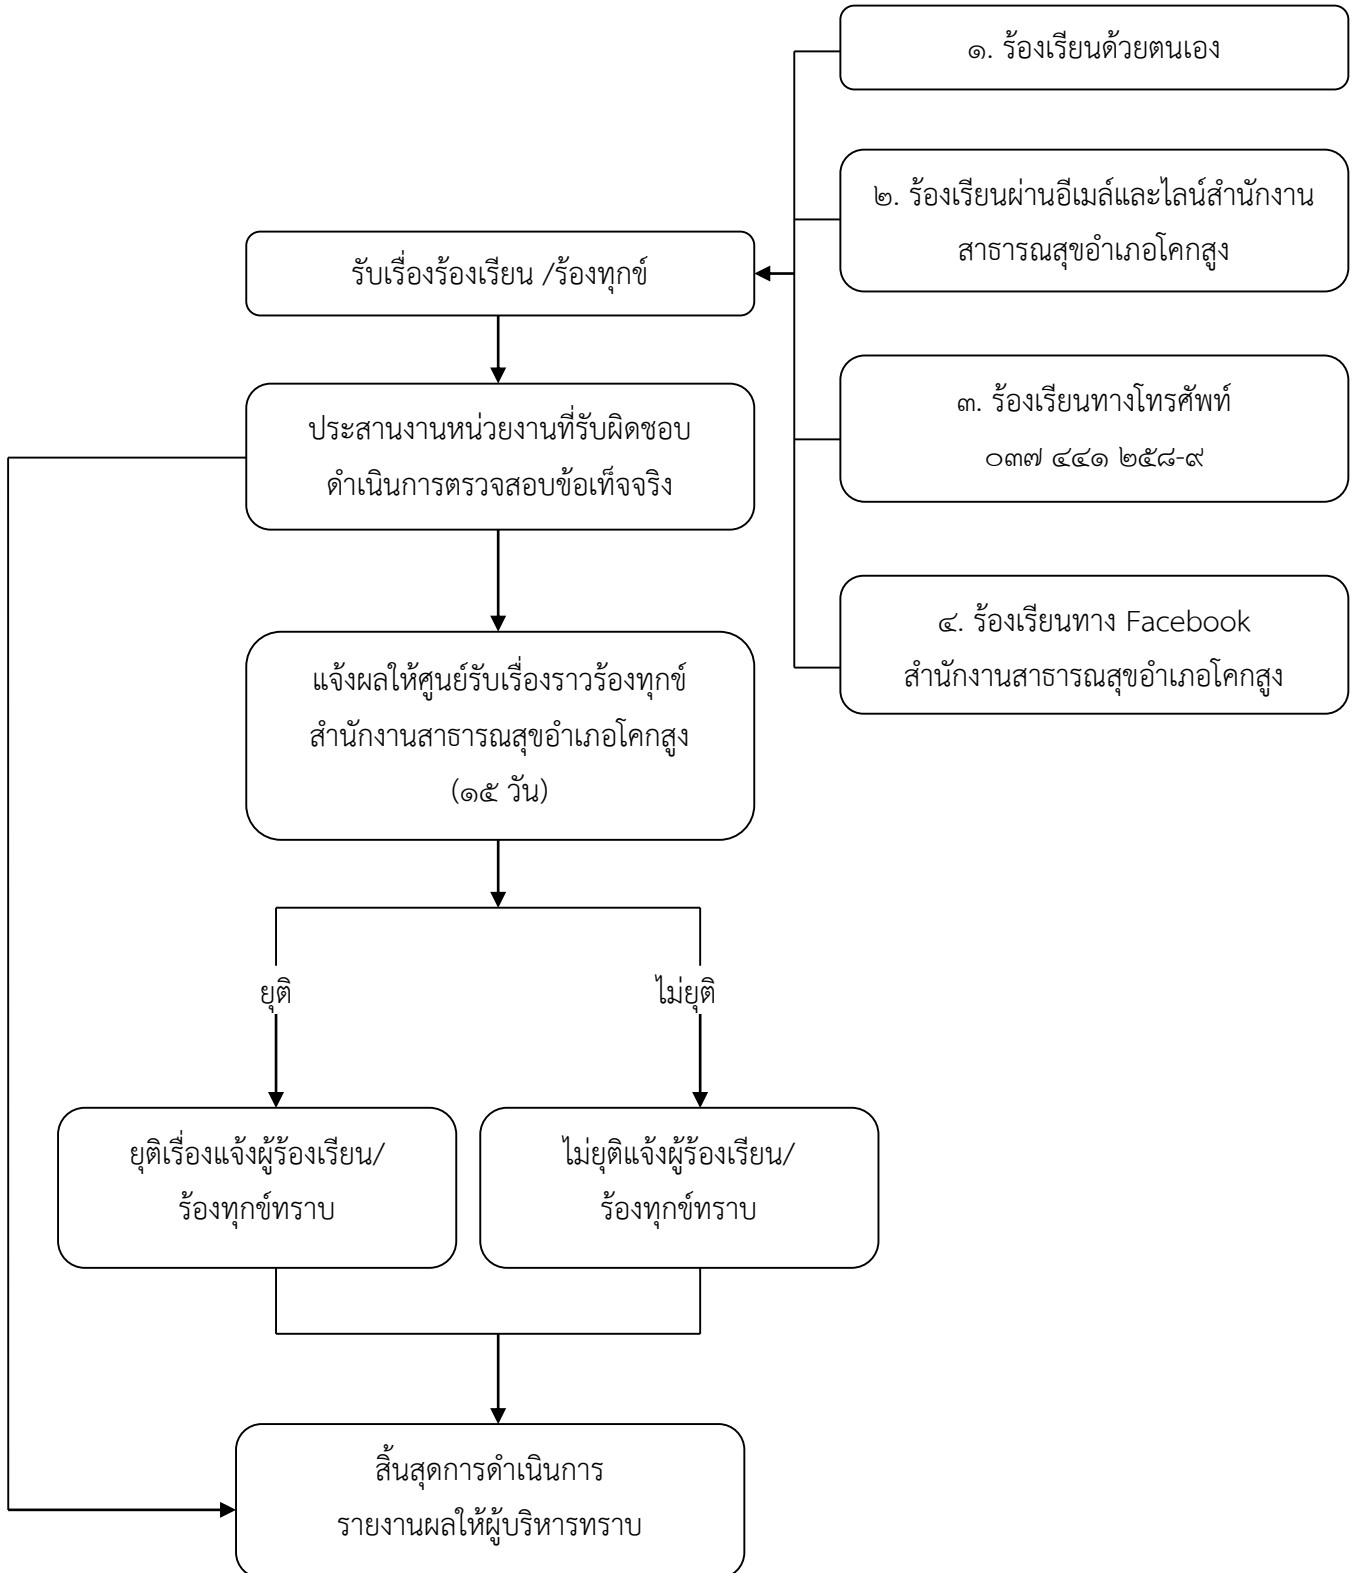 ๑. ร้องเรียนด้วยตนเอง
๒. ร้องเรียนผ่านอีเมล์และไลน์สำนักงาน
สาธารณสุขอำเภอโคกสูง
รับเรื่องร้องเรียน /ร้องทุกข์
๓. ร้องเรียนทางโทรศัพท์
๐๓๗ ๔๔๑ ๒๕๘-๙
ประสานงานหน่วยงานที่รับผิดชอบ
ดำเนินการตรวจสอบข้อเท็จจริง
๔. ร้องเรียนทาง Facebook
สำนักงานสาธารณสุขอำเภอโคกสูง
แจ้งผลให้ศูนย์รับเรื่องราวร้องทุกข์
สำนักงานสาธารณสุขอำเภอโคกสูง
(๑๕ วัน)
ยุติ
ไม่ยุติ
ยุติเรื่องแจ้งผู้ร้องเรียน/
ร้องทุกข์ทราบ
ไม่ยุติแจ้งผู้ร้องเรียน/
ร้องทุกข์ทราบ
สิ้นสุดการดำเนินการ
รายงานผลให้ผู้บริหารทราบ